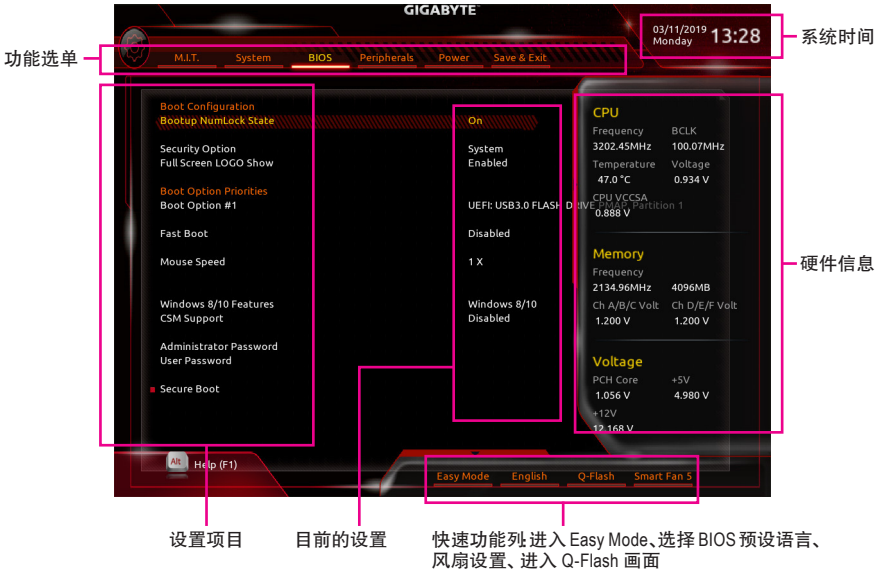 GIGABYTE
03/11/2019
Monday
13:28
系统时间
功能选单
M.I.T.
System
BIOS
Peripherals
Power
Save & Exit
Boot Configuration
Bootup NumLock State
On
Security Option
System
Full Screen LOGO Show
Enabled
Boot Option Priorities
Boot Option #1
UEFI: USB3.0 FLASH DRIVE PMAP, Partition 1
Fast Boot
Disabled
Mouse Speed
1 X
Windows 8/10 Features
Windows 8/10
CSM Support
Disabled
Administrator Password
User Password
Secure Boot
CPU
Frequency
BCLK
3202.45MHz
100.07MHz
Temperature
Voltage
47.0 °C
0.934 V
CPU VCCSA
0.888 V
Memory
Frequency
2134.96MHz
4096MB
Ch A/B/C Volt
Ch D/E/F Volt
1.200 V
1.200 V
Voltage
PCH Core
+5V
1.056 V
4.980 V
+12V
12.168 V
硬件信息
Alt
Help (F1)
Easy Mode
English
Q-Flash
Smart Fan 5
设置项目
目前的设置
快速功能列:进入 Easy Mode、选择 BIOS 预设语言、
风扇设置、进入 Q-Flash 画面